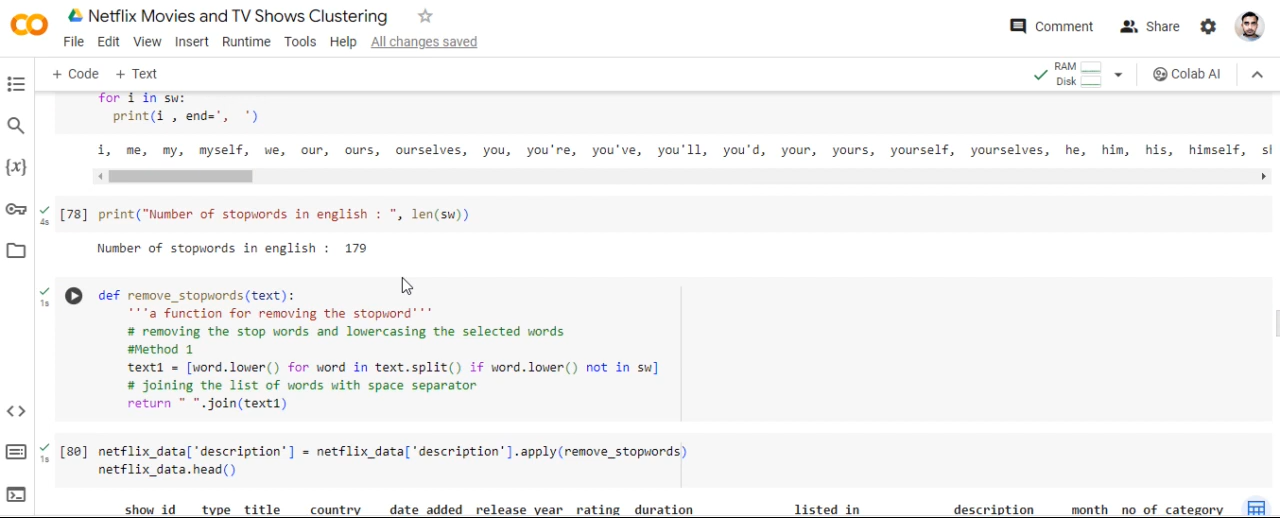 Netflix Movies and TV Shows Clustering
Comment Share
File Edit View Insert Runtime Tools Help All changes saved
+ Code + Text
RAM
Disk
Colab AI
for i in sw:
print(i , end=',  ')
i,  me,  my,  myself,  we,  our,  ours,  ourselves,  you,  you're,  you've,  you'll,  you'd,  your,  yours,  yourself,  yourselves,  he,  him,  his,  himself,
[78] print("Number of stopwords in english : ", len(sw))
4s
Number of stopwords in english :  179
def remove_stopwords(text):
1s
'''a function for removing the stopword'''
# removing the stop words and lowercasing the selected words
#Method 1
text1 = [word.lower() for word in text.split() if word.lower() not in sw]
# joining the list of words with space separator
return " ".join(text1)
[80] netflix_data['description'] = netflix_data['description'].apply(remove_stopwords)
1s
netflix_data.head()
show_id type title country date_added release_year rating duration listed_in description month no_of_category